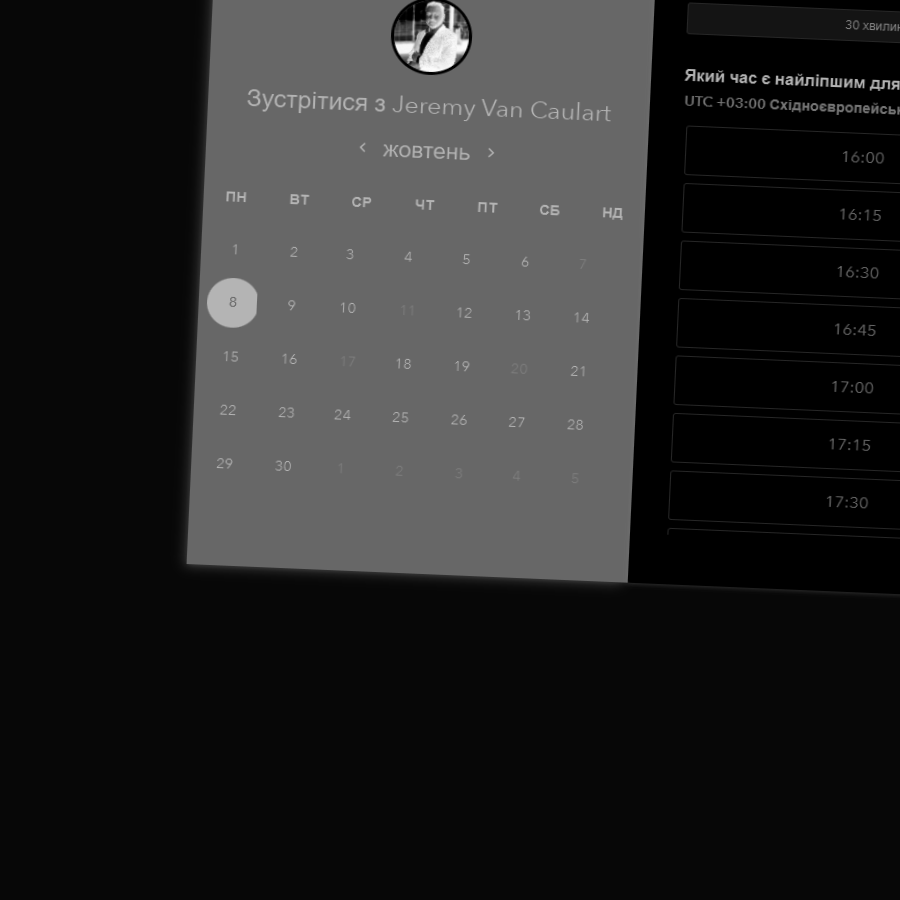 Зустрітися з Jeremy Van Caulart
жовтень
ПН ВТ СР ЧТ ПТ СБ НД
1 2 3 4 5 6 7
8 9 10 11 12 13 14
15 16 17 18 19 20 21
22 23 24 25 26 27 28
29 30 1 2 3 4 5
30
Який час є найліпшим для
UTC +03:00
16:00
16:15
16:30
16:45
17:00
17:15
17:30